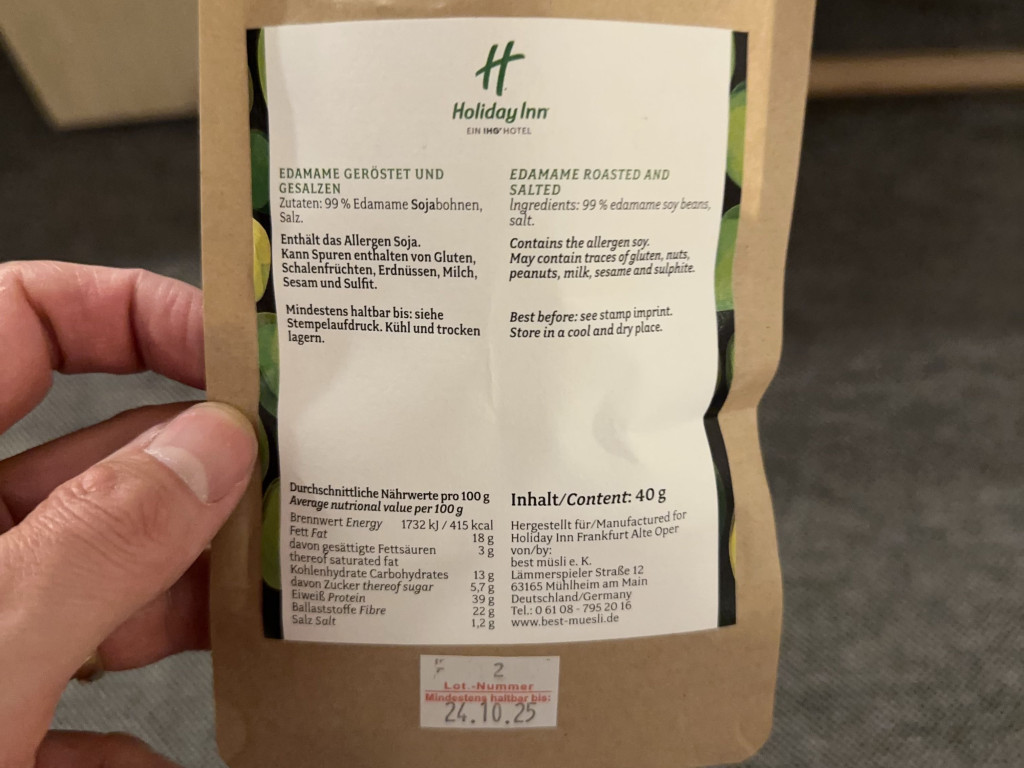 H
Holiday Inn
EIN IHG® HOTEL
EDAMAME GERÖSTET UND
GESALZEN
Zutaten: 99 % Edamame Sojabohnen,
Salz.
Enthält das Allergen Soja.
Kann Spuren enthalten von Gluten,
Schalenfrüchten, Erdnüssen, Milch,
Sesam und Sulfit.
Mindestens haltbar bis: siehe
Stempelaufdruck. Kühl und trocken
lagern.
EDAMAME ROASTED AND
SALTED
Ingredients: 99 % edamame soy beans,
salt.
Contains the allergen soy.
May contain traces of gluten, nuts,
peanuts, milk, sesame and sulphite.
Best before: see stamp imprint.
Store in a cool and dry place.
Durchschnittliche Nährwerte pro 100 g
Average nutrional value per 100 g
Brennwert Energy 1732 kJ / 415 kcal
Fett Fat 18 g
davon gesättigte Fettsäuren 3 g
thereof saturated fat
Kohlenhydrate Carbohydrates 13 g
davon Zucker thereof sugar 5,7 g
Eiweiß Protein 39 g
Ballaststoffe Fibre 22 g
Salz Salt 1,2 g
Inhalt/Content: 40 g
Hergestellt für/Manufactured for
Holiday Inn Frankfurt Alte Oper
von/by:
best müsli e. K.
Lämmerspieler Straße 12
63165 Mühlheim am Main
Deutschland/Germany
Tel.: 0 61 08 - 795 20 16
www.best-muesli.de
2
Lot.-Nummer
Mindestens haltbar bis:
24.10.25